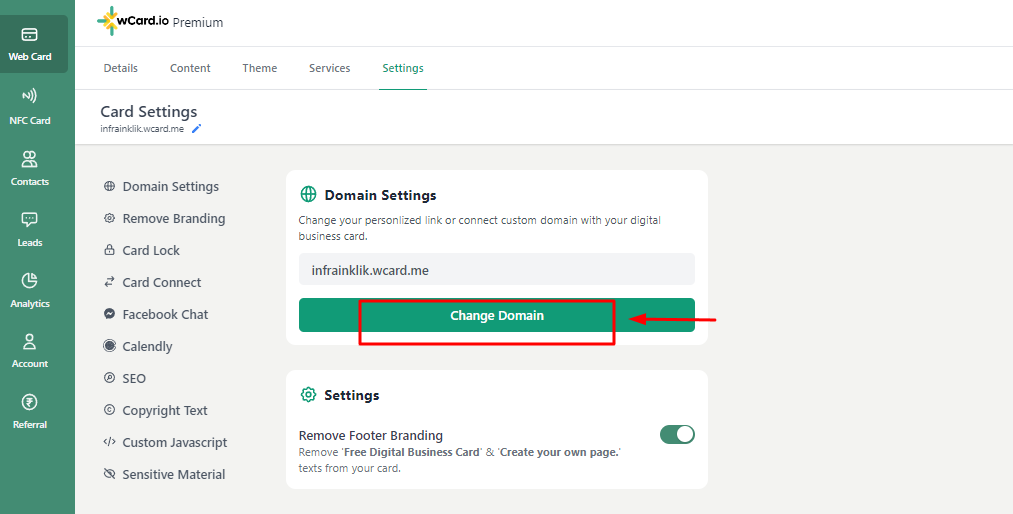 wCard.io Premium
Web Card
NFC Card
Contacts
Leads
Analytics
Account
Referral
Details
Content
Theme
Services
Settings
Card Settings
infrainklik.wcard.me
Domain Settings
Remove Branding
Card Lock
Card Connect
Facebook Chat
Calendly
SEO
Copyright Text
Custom Javascript
Sensitive Material
Domain Settings
Change your personlized link or connect custom domain with your digital
business card.
infrainklik.wcard.me
Change Domain
Settings
Remove Footer Branding
Remove 'Free Digital Business Card' & 'Create your own page.'
texts from your card.